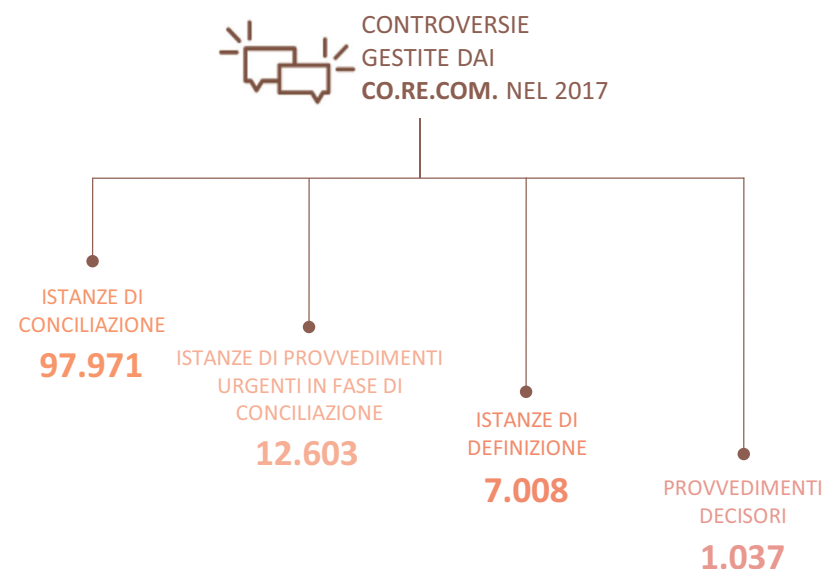 CONTROVERSIE
GESTITE DAI
CO.RE.COM. NEL 2017
ISTANZE DI
CONCILIAZIONE
97.971
ISTANZE DI PROVVEDIMENTI
URGENTI IN FASE DI
CONCILIAZIONE
12.603
ISTANZE DI
DEFINIZIONE
7.008
PROVVEDIMENTI
DECISORI
1.037